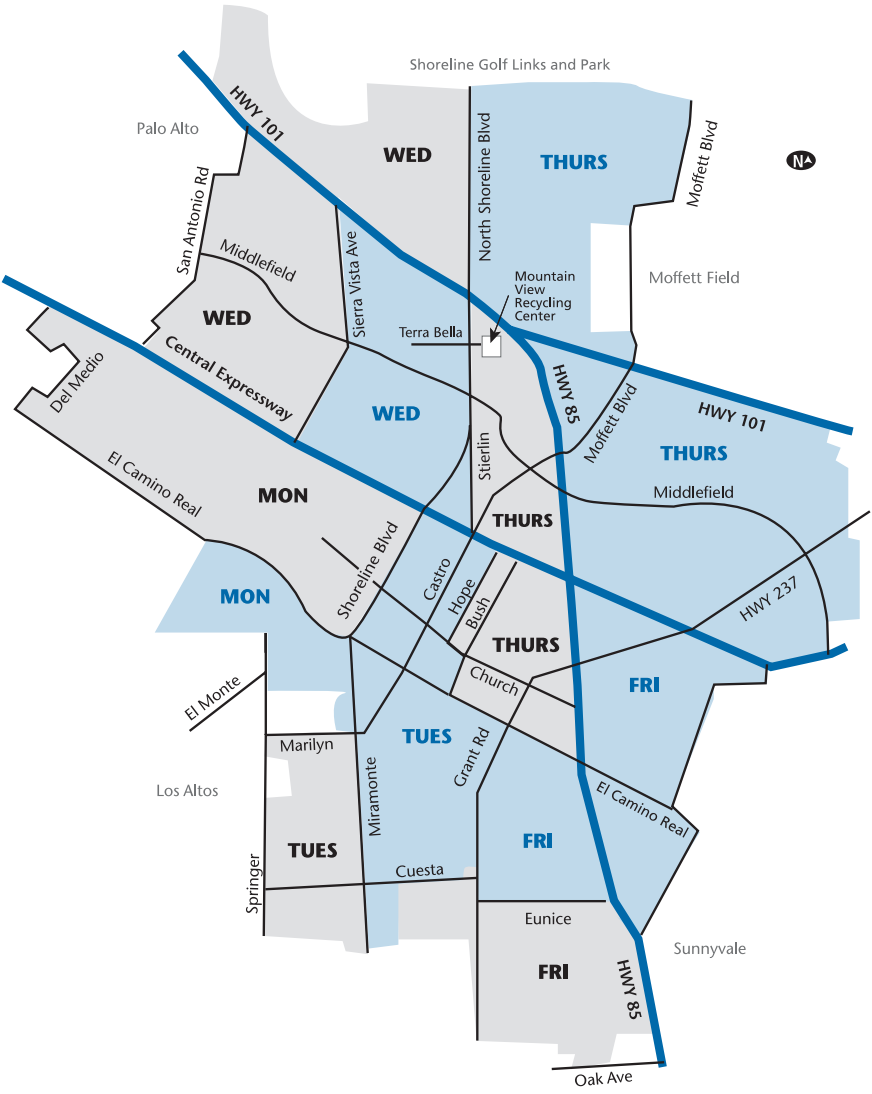 Shoreline Golf Links and Park
HWY 101
Palo Alto
WED
THURS
N
North Shoreline Blvd
Moffett Blvd
San Antonio Rd
Middlefield
Sierra Vista Ave
Moffett Field
Mountain
View
Recycling
Center
WED
Terra Bella
Central Expressway
Del Medio
HWY 85
Moffett Blvd
HWY 101
WED
THURS
El Camino Real
Stierlin
MON
Middlefield
THURS
Shoreline Blvd
Castro
Hope
Bush
MON
HWY 237
THURS
Church
FRI
El Monte
TUES
Marilyn
Grant Rd
Los Altos
Miramonte
El Camino Real
TUES
FRI
Cuesta
Springer
Eunice
Sunnyvale
FRI
HWY 85
Oak Ave